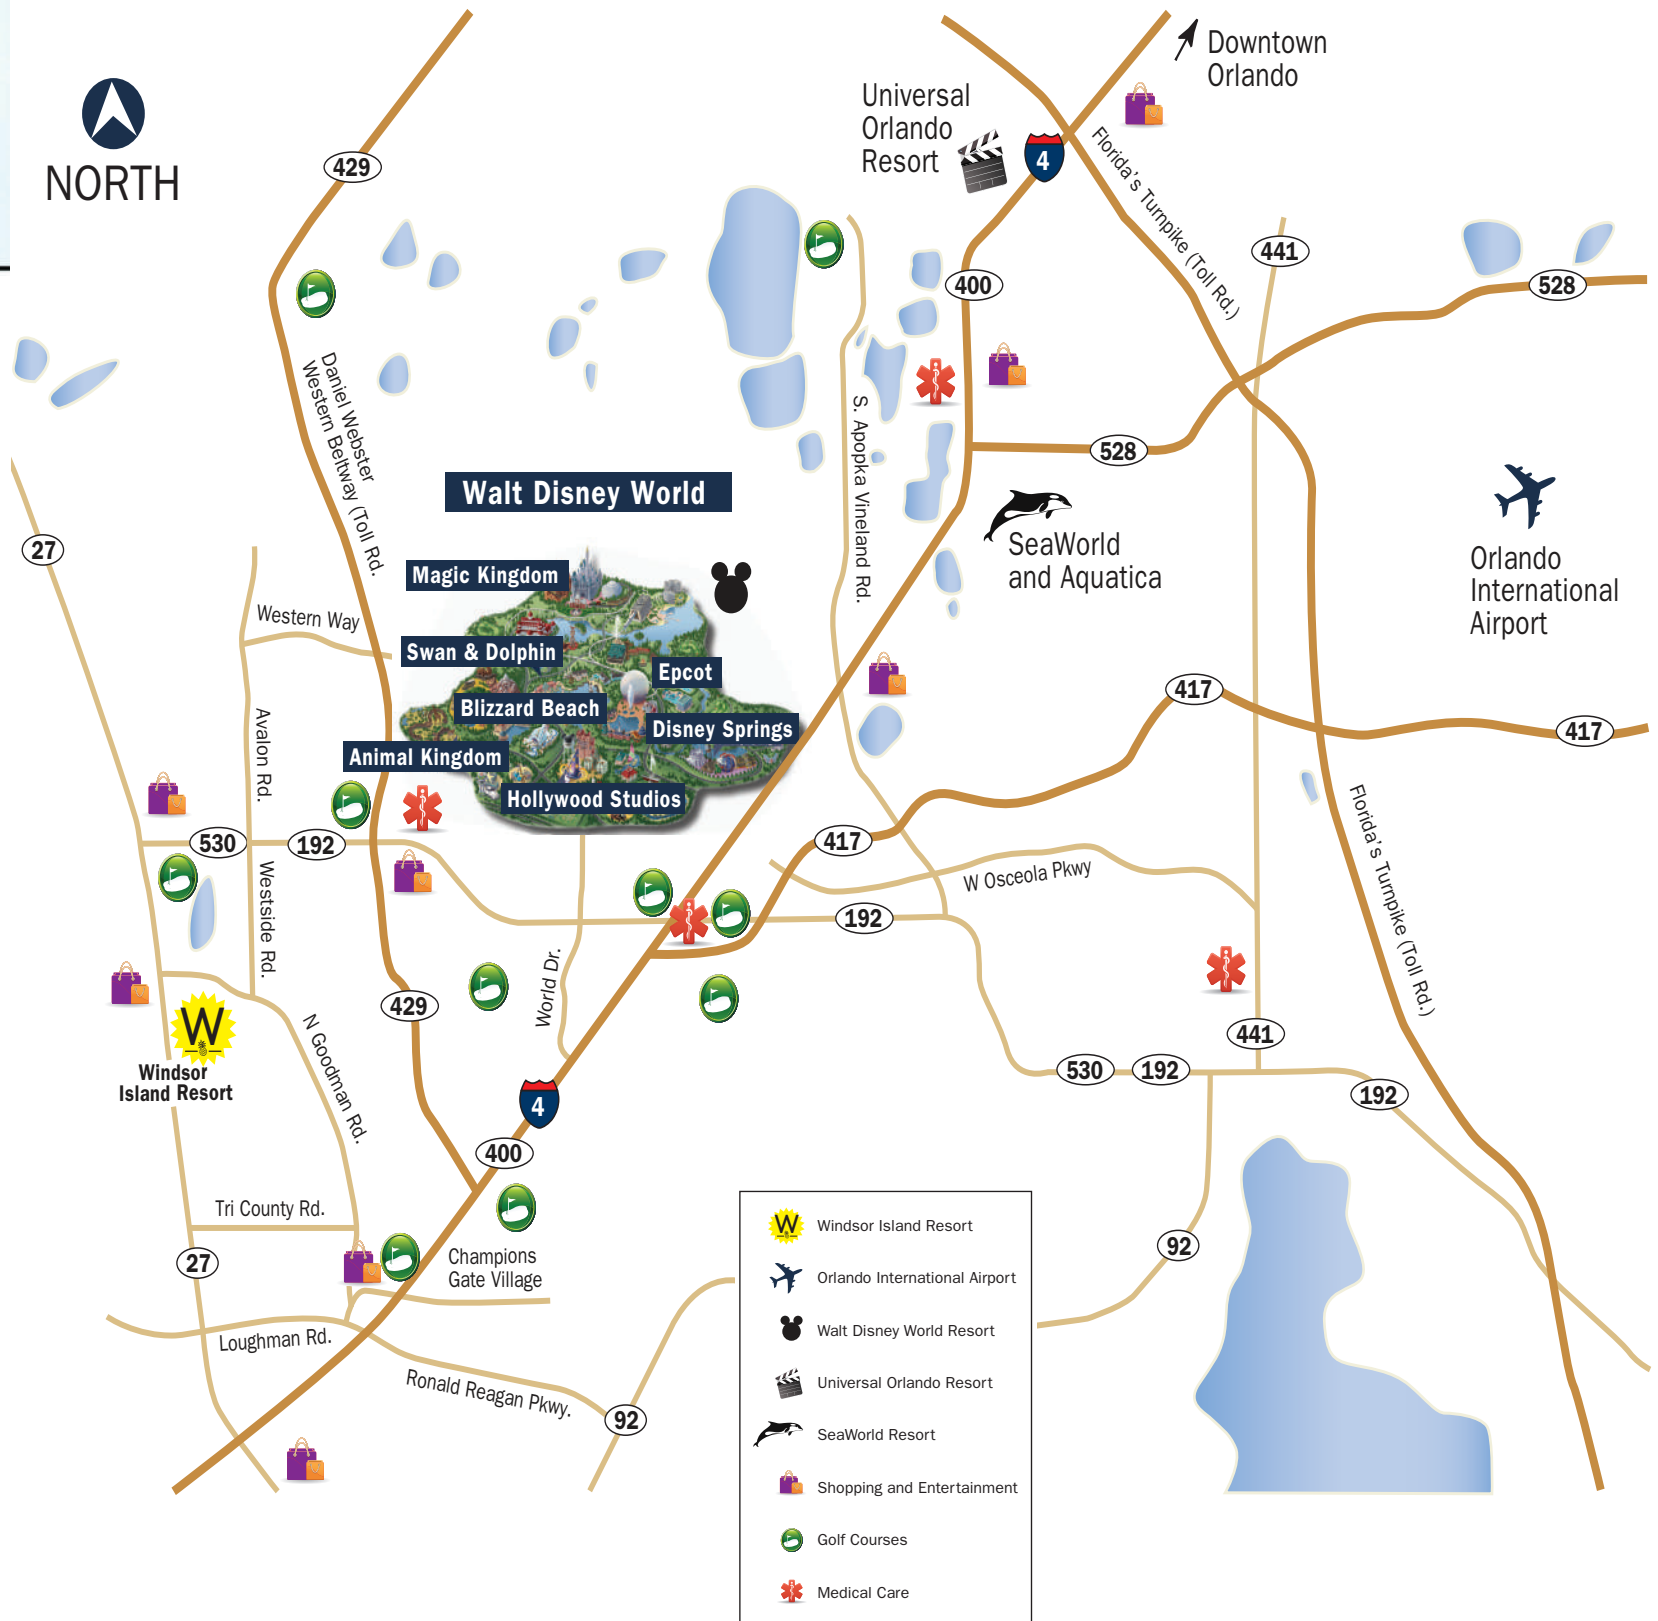 NORTH
429
Universal
Orlando
Resort
4
Downtown
Orlando
Florida's Turnpike (Toll Rd.)
441
400
528
Daniel Webster
Western Beltway (Toll Rd.)
S. Apopka Vineland Rd.
528
27
Walt Disney World
SeaWorld
and Aquatica
Orlando
International
Airport
Magic Kingdom
Western Way
Swan & Dolphin
Epcot
Blizzard Beach
Disney Springs
Animal Kingdom
Hollywood Studios
417
417
Avalon Rd.
530
192
417
W Osceola Pkwy
Florida's Turnpike (Toll Rd.)
Westside Rd.
192
World Dr.
429
W
Windsor
Island Resort
N Goodman Rd.
441
530
192
192
4
400
Tri County Rd.
27
Champions
Gate Village
92
Loughman Rd.
Ronald Reagan Pkwy.
92
W
Windsor Island Resort
Orlando International Airport
Walt Disney World Resort
Universal Orlando Resort
SeaWorld Resort
Shopping and Entertainment
Golf Courses
Medical Care